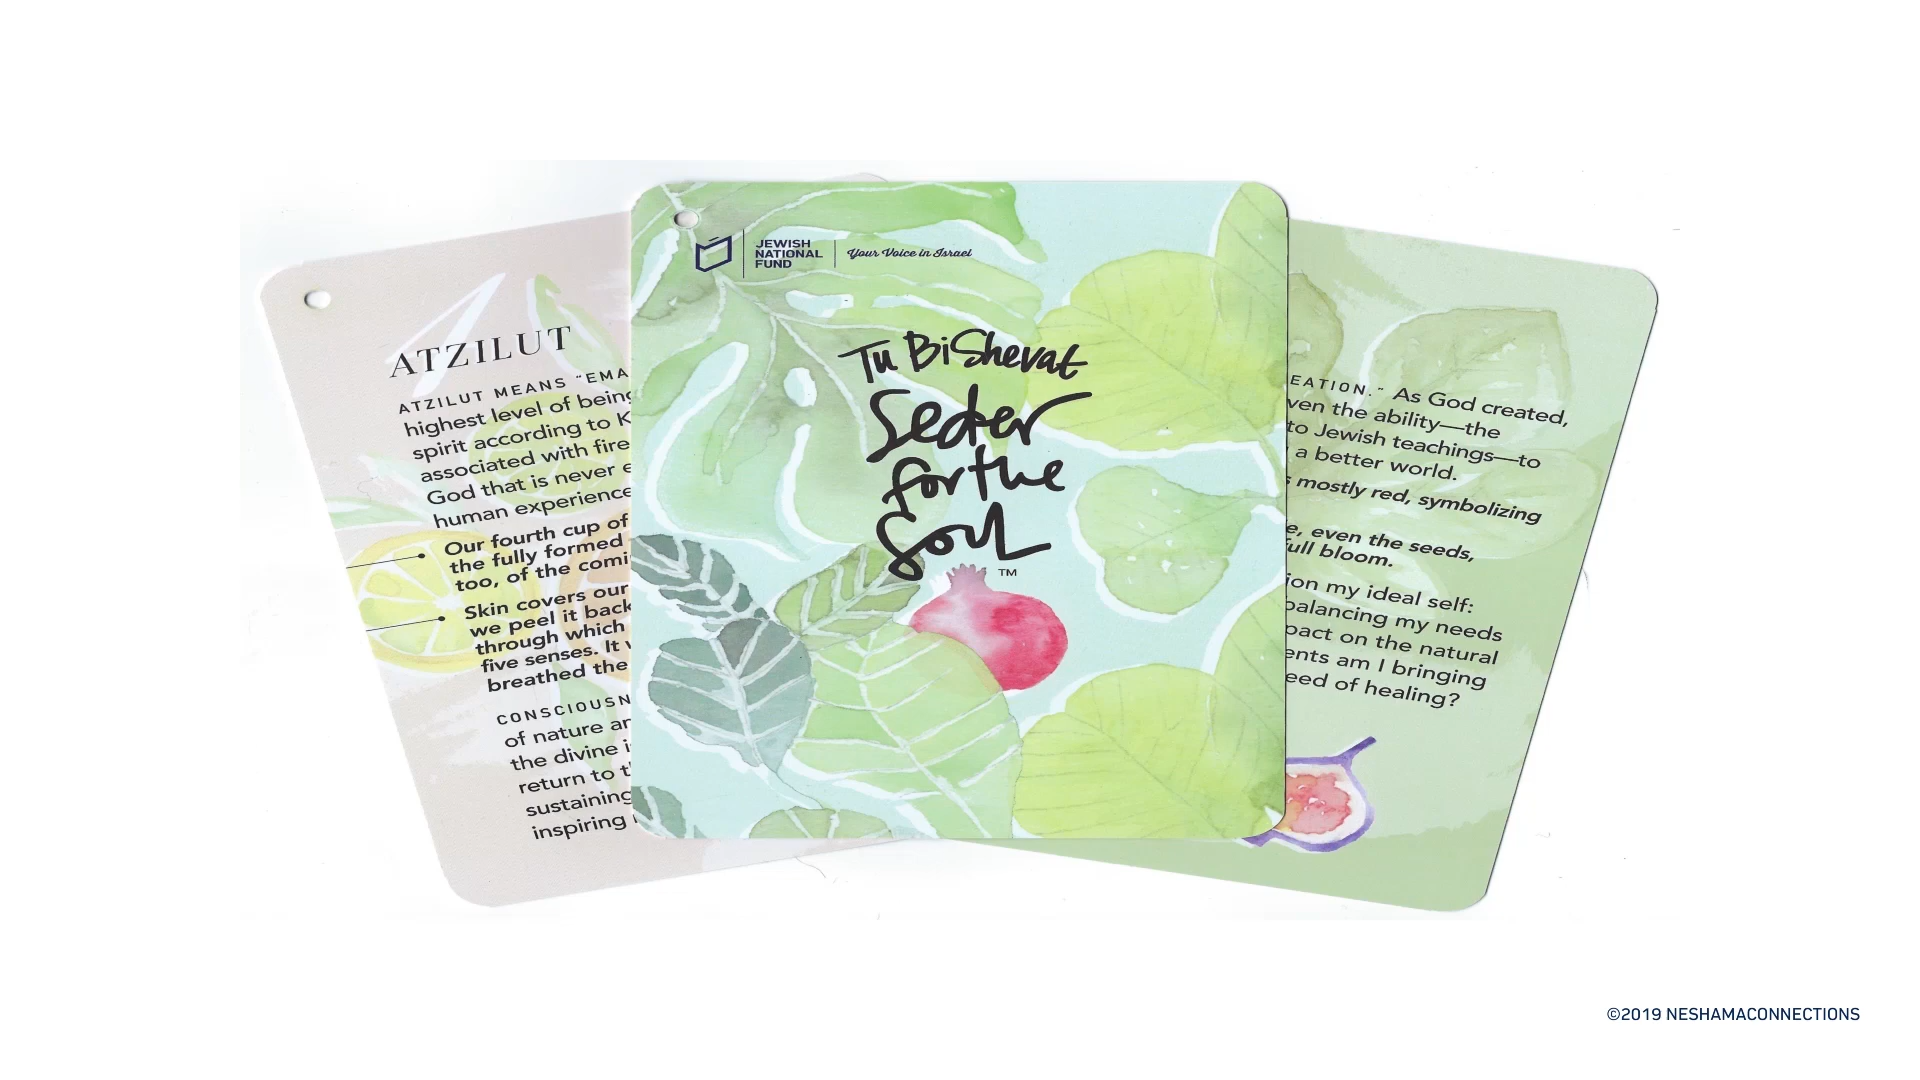 JEWISH
NATIONAL
FUND
Your Voice in Israel
Tu BiShevat
Seder
for the
Soul
™
ATZILUT
ATZILUT MEANS "EMA
highest level of being
spirit according to K
associated with fire
God that is never e
human experience
Our fourth cup of
the fully formed
too, of the comi
Skin covers our
we peel it back
through which
five senses. It
breathed the
CONSCIOUSN
of nature an
the divine i
return to t
sustaining
inspiring
EATION." As God created,
ven the ability—the
to Jewish teachings—to
a better world.
s mostly red, symbolizing
e, even the seeds,
full bloom.
ion my ideal self:
balancing my needs
pact on the natural
ents am I bringing
eed of healing?
©2019 NESHAMACONNECTIONS